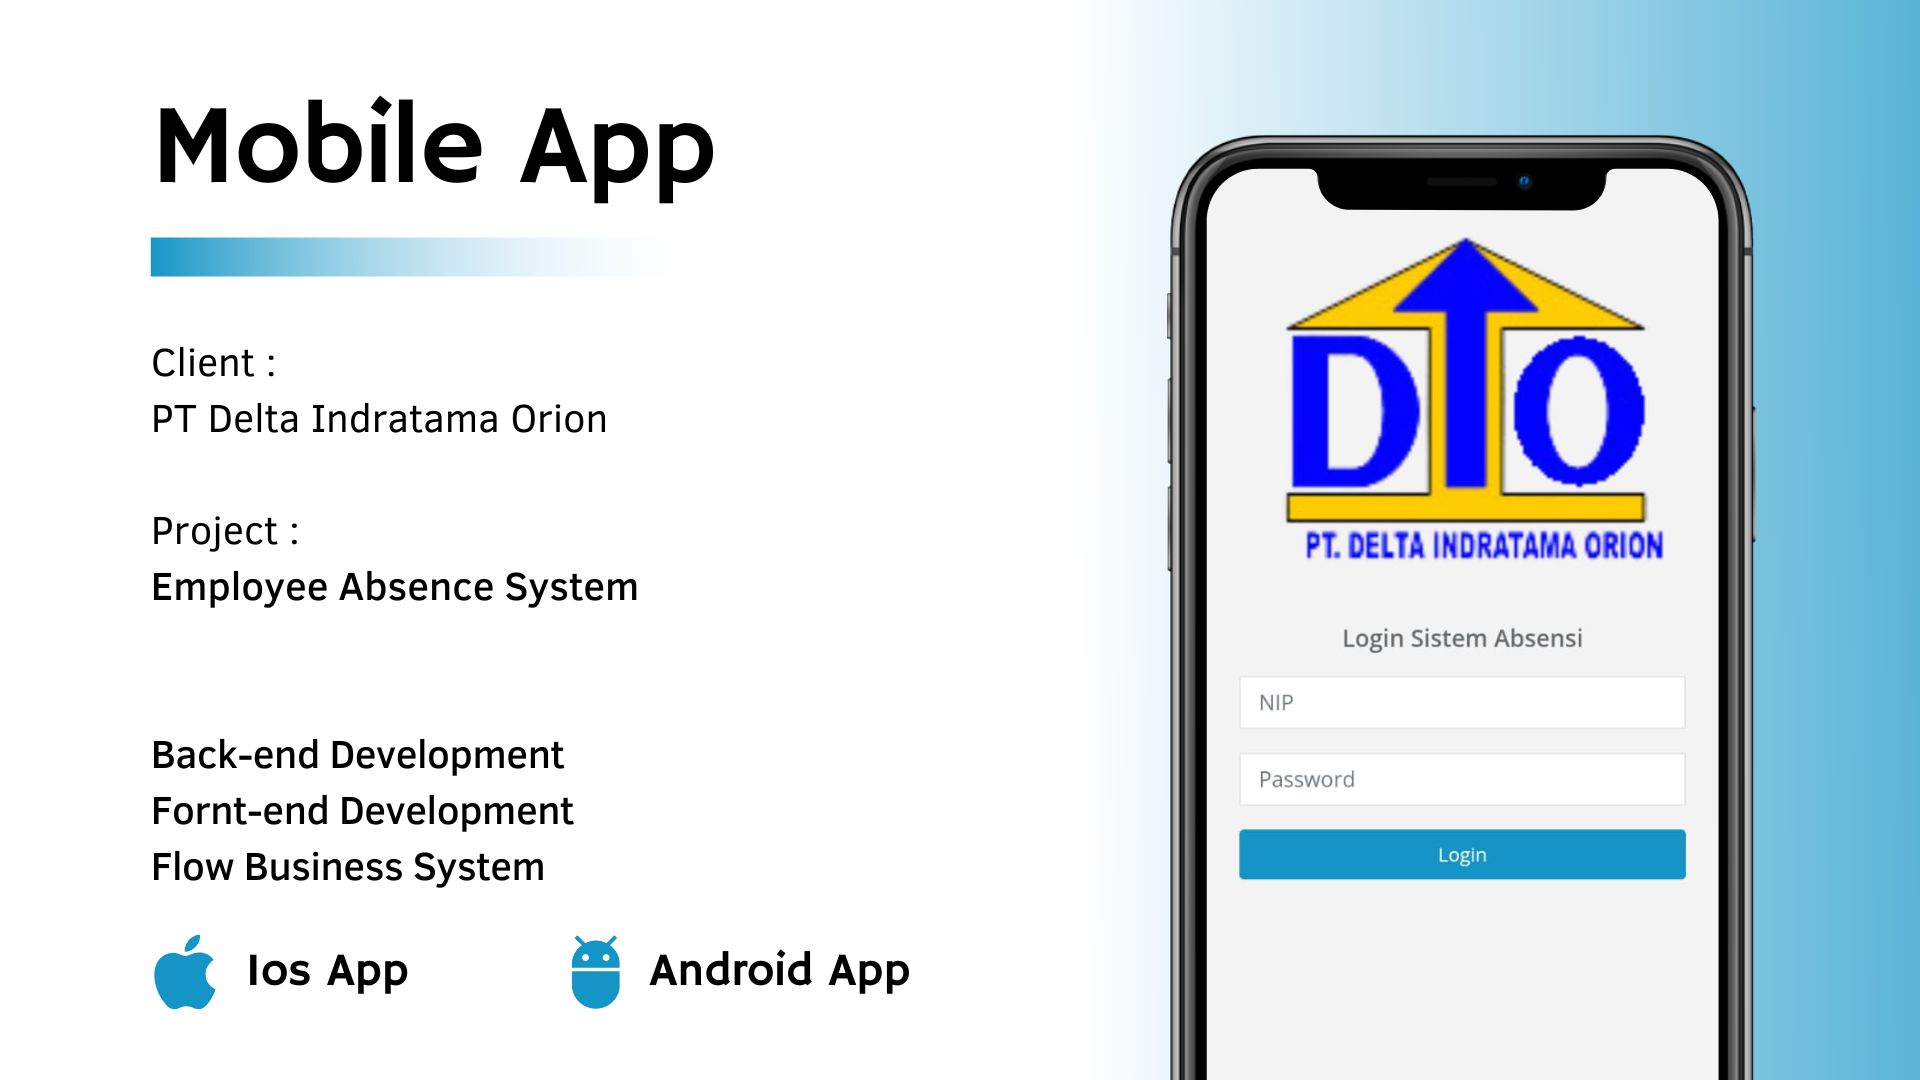 Mobile App
Client :
PT Delta Indratama Orion
Project :
Employee Absence System
Back-end Development
Fornt-end Development
Flow Business System
Ios App
Android App
DIO
PT. DELTA INDRATAMA ORION
Login Sistem Absensi
NIP
Password
Login